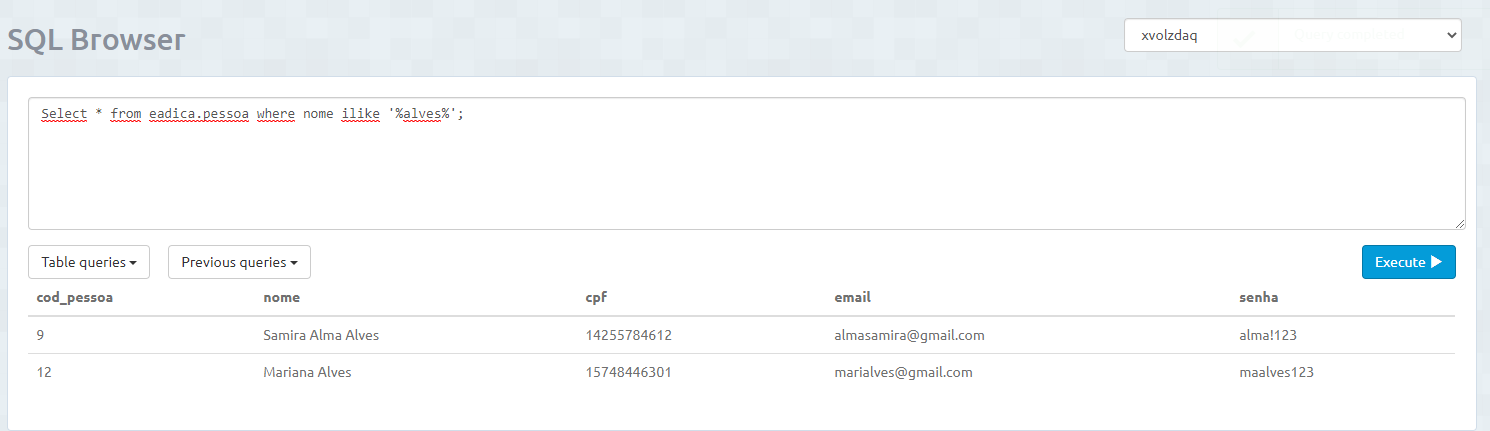 SQL Browser
xvolzdaq
Select * from eadica.pessoa where nome ilike '%alves%';
Table queries Previous queries Execute
cod_pessoa nome cpf email senha
9 Samira Alma Alves 14255784612 almasamira@gmail.com alma!123
12 Mariana Alves 15748446301 marialves@gmail.com maalves123